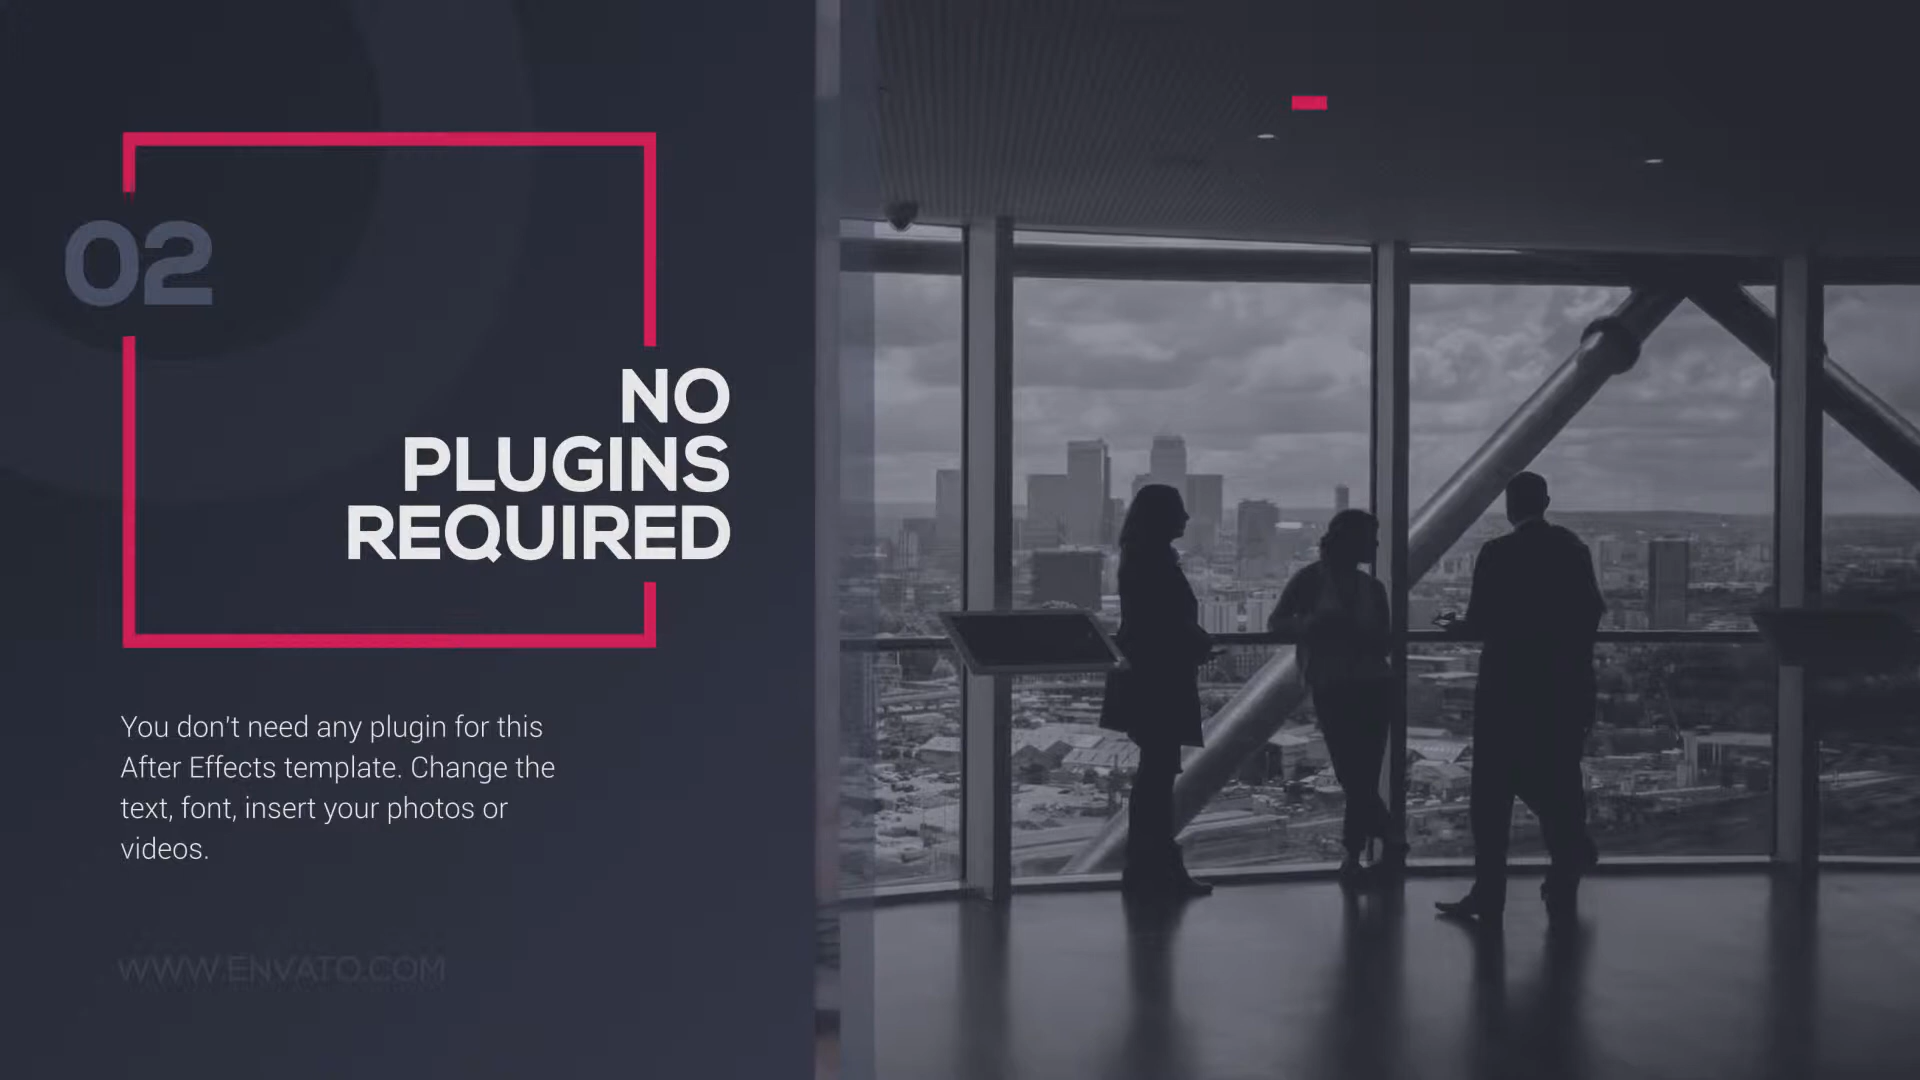 02
NO
PLUGINS
REQUIRED
You don't need any plugin for this
After Effects template. Change the
text, font, insert your photos or
videos.
WWW.ENVATO.COM